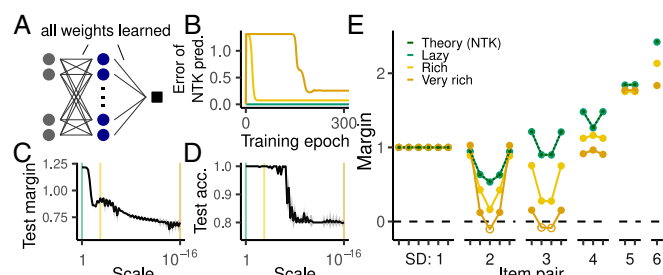 A
all weights learned
B
Error of
NTK pred.
1.0
0.5
0.0
0
300
Training epoch
C
Test margin
1.25
1.00
0.75
1
10⁻¹⁶
Scale
D
Test acc.
1.0
0.9
0.8
1
10⁻¹⁶
Scale
E
Theory (NTK)
Lazy
Rich
Very rich
Margin
2
1
0
SD: 1
2
3
4
5
6
Item pair